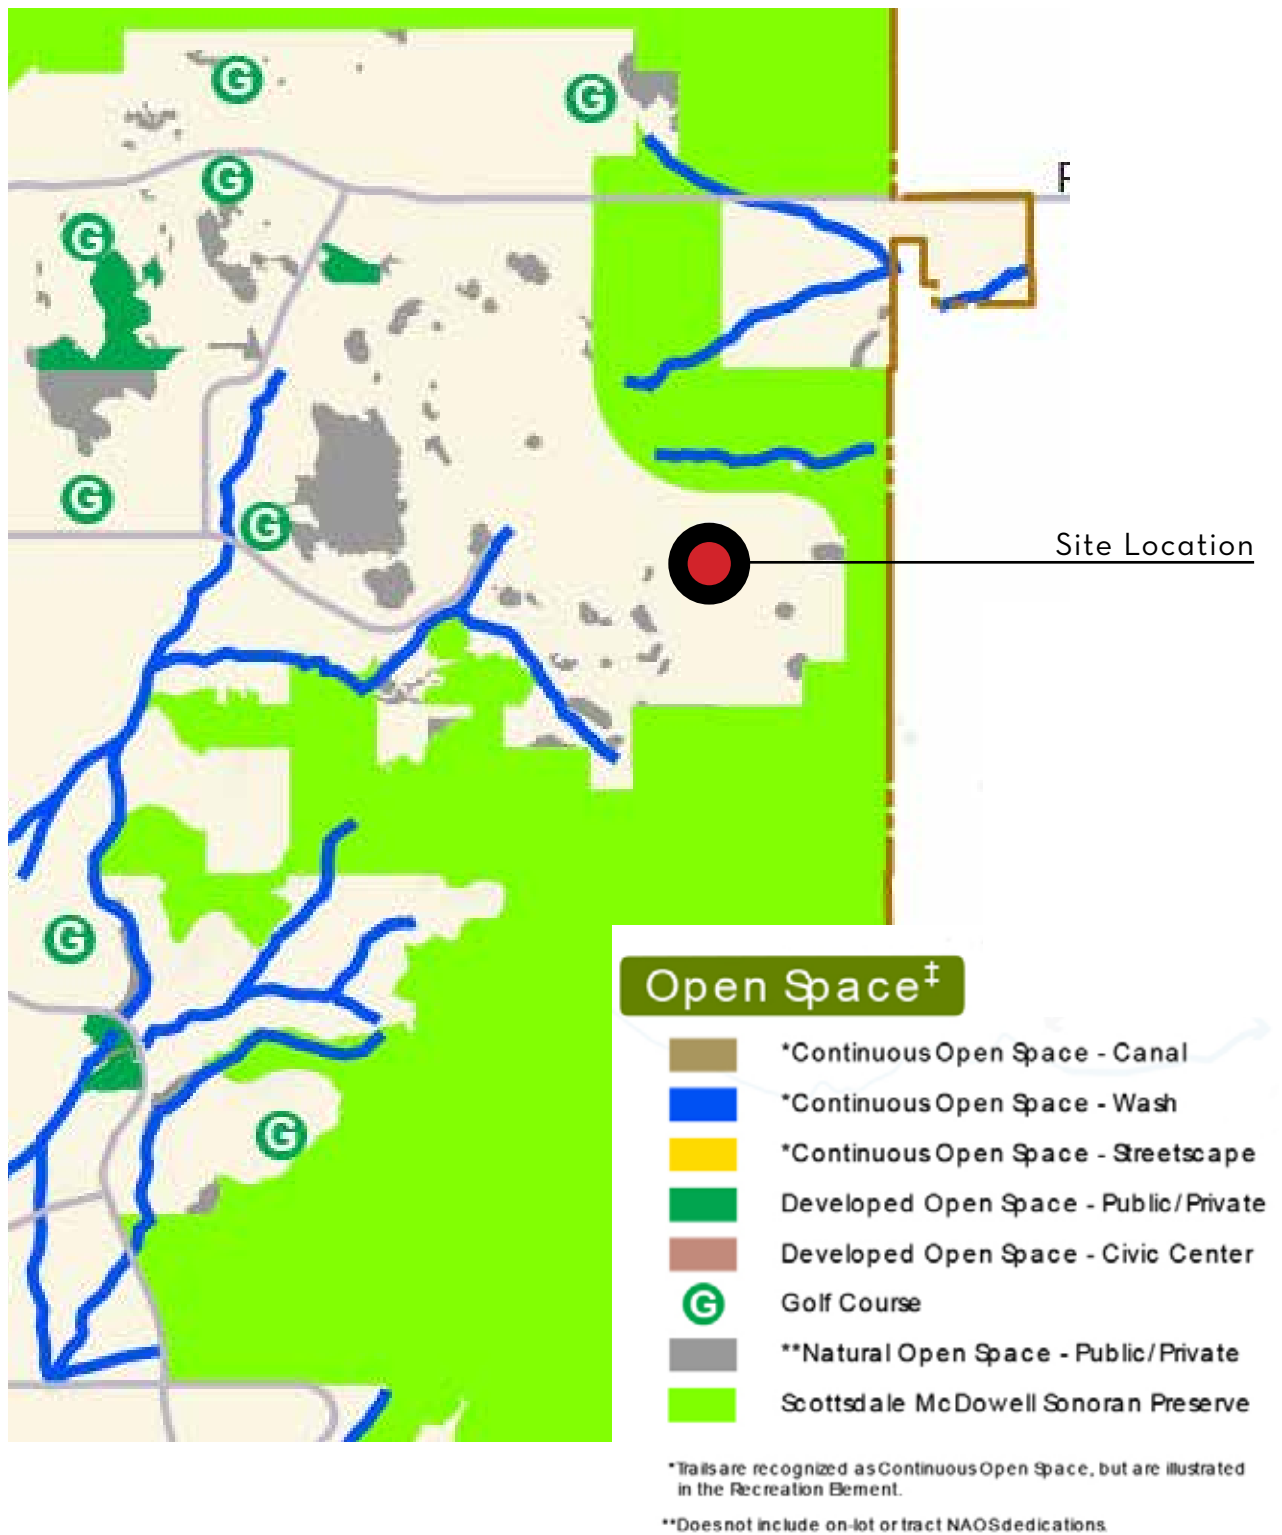 G
G
G
F
G
G
G
Site Location
G
Open Space‡
*Continuous Open Space - Canal
*Continuous Open Space - Wash
*Continuous Open Space - Streetscape
Developed Open Space - Public/Private
Developed Open Space - Civic Center
G
G Golf Course
**Natural Open Space - Public/Private
Scottsdale McDowell Sonoran Preserve
*Trails are recognized as Continuous Open Space, but are illustrated
in the Recreation Element.
**Does not include on-lot or tract NAOS dedications.